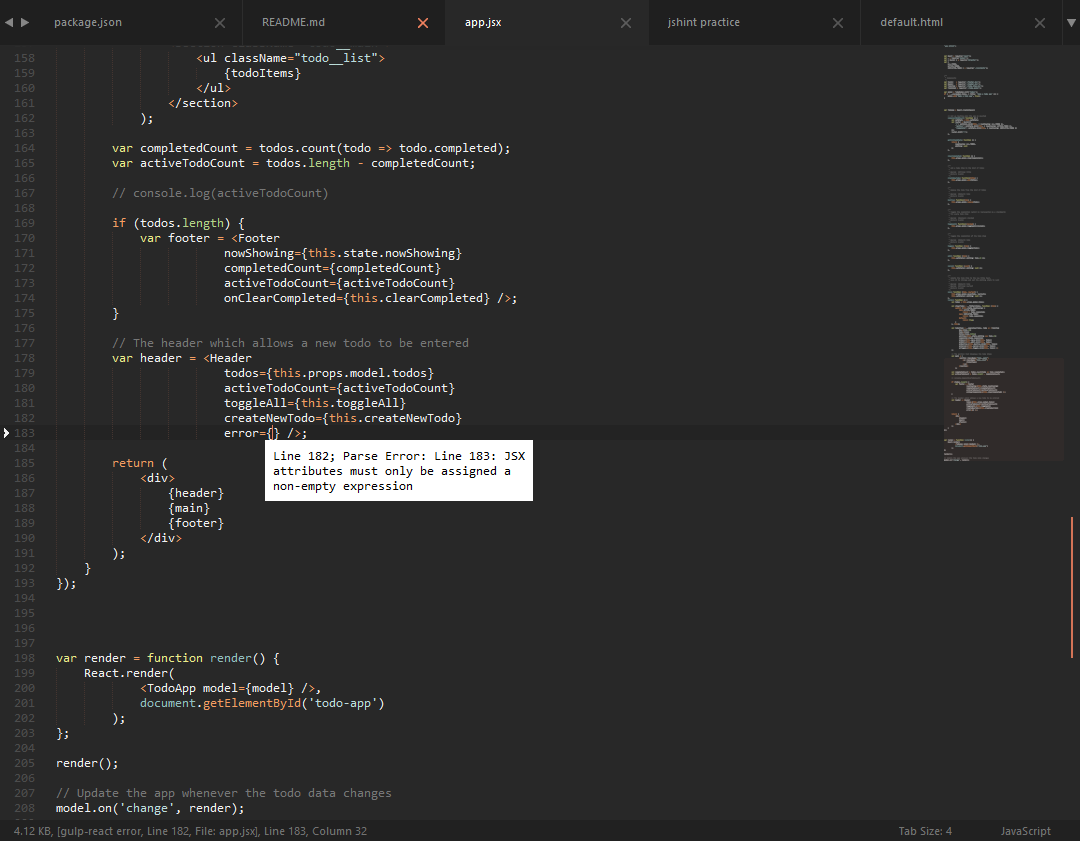 package.json
README.md
app.jsx
jshint practice
default.html
158 <ul className="todo__list">
159 {todoItems}
160 </ul>
161 </section>
162 );
163
164 var completedCount = todos.count(todo => todo.completed);
165 var activeTodoCount = todos.length - completedCount;
166
167 // console.log(activeTodoCount)
168
169 if (todos.length) {
170 var footer = <Footer
171 nowShowing={this.state.nowShowing}
172 completedCount={completedCount}
173 activeTodoCount={activeTodoCount}
174 onClearCompleted={this.clearCompleted} />;
175 }
176
177 // The header which allows a new todo to be entered
178 var header = <Header
179 todos={this.props.model.todos}
180 activeTodoCount={activeTodoCount}
181 toggleAll={this.toggleAll}
182 createNewTodo={this.createNewTodo}
183 error={} />;
184
Line 182; Parse Error: Line 183: JSX
attributes must only be assigned a
non-empty expression
185 return (
186 <div>
187 {header}
188 {main}
189 {footer}
190 </div>
191 );
192 }
193 });
194
195
196
197
198 var render = function render() {
199 React.render(
200 <TodoApp model={model} />,
201 document.getElementById('todo-app')
202 );
203 };
204
205 render();
206
207 // Update the app whenever the todo data changes
208 model.on('change', render);
4.12 KB, [gulp-react error, Line 182, File: app.jsx], Line 183, Column 32
Tab Size: 4
JavaScript